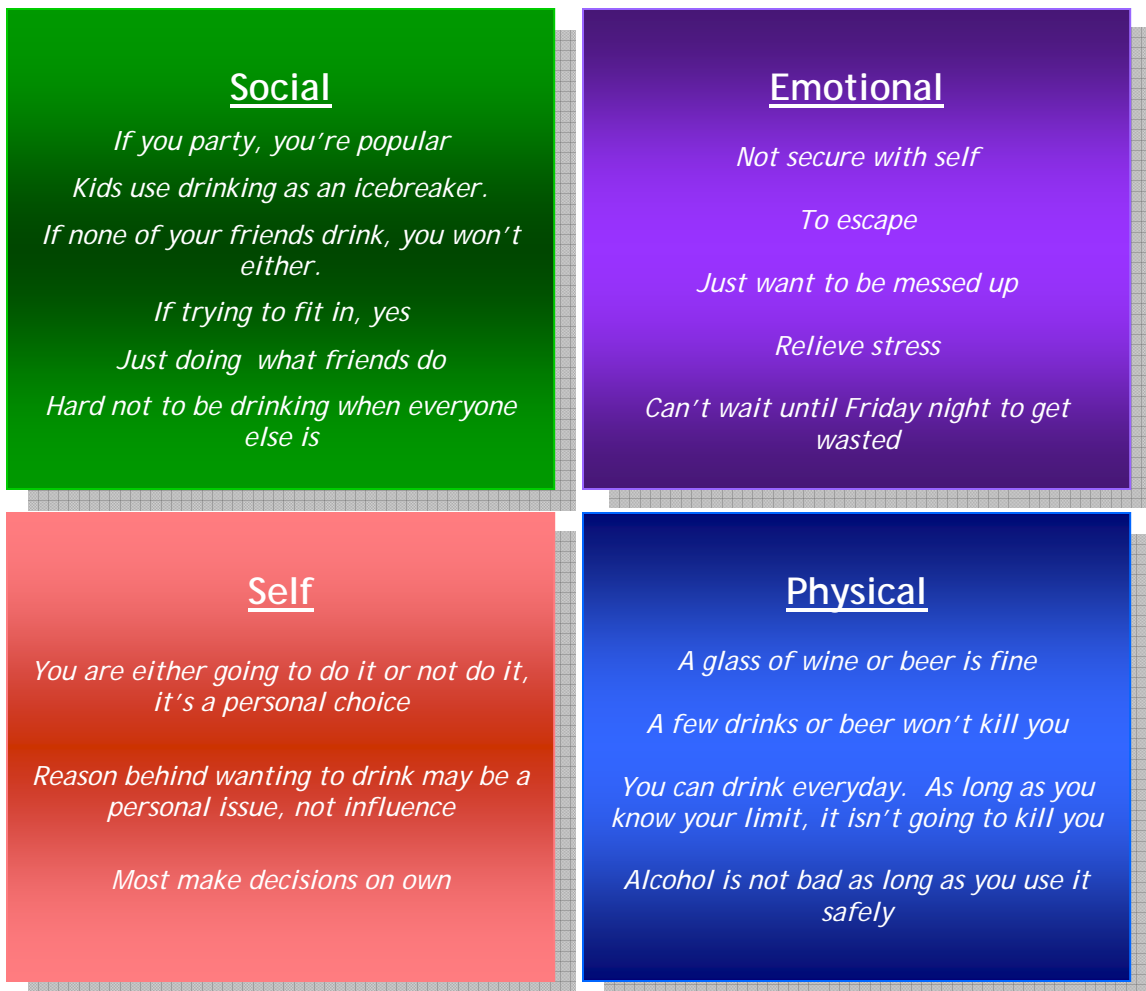 Social
If you party, you're popular
Kids use drinking as an icebreaker.
If none of your friends drink, you won't
either.
If trying to fit in, yes
Just doing  what friends do
Hard not to be drinking when everyone
else is
Emotional
Not secure with self
To escape
Just want to be messed up
Relieve stress
Can't wait until Friday night to get
wasted
Self
You are either going to do it or not do it,
it's a personal choice
Reason behind wanting to drink may be a
personal issue, not influence
Most make decisions on own
Physical
A glass of wine or beer is fine
A few drinks or beer won't kill you
You can drink everyday.  As long as you
know your limit, it isn't going to kill you
Alcohol is not bad as long as you use it
safely